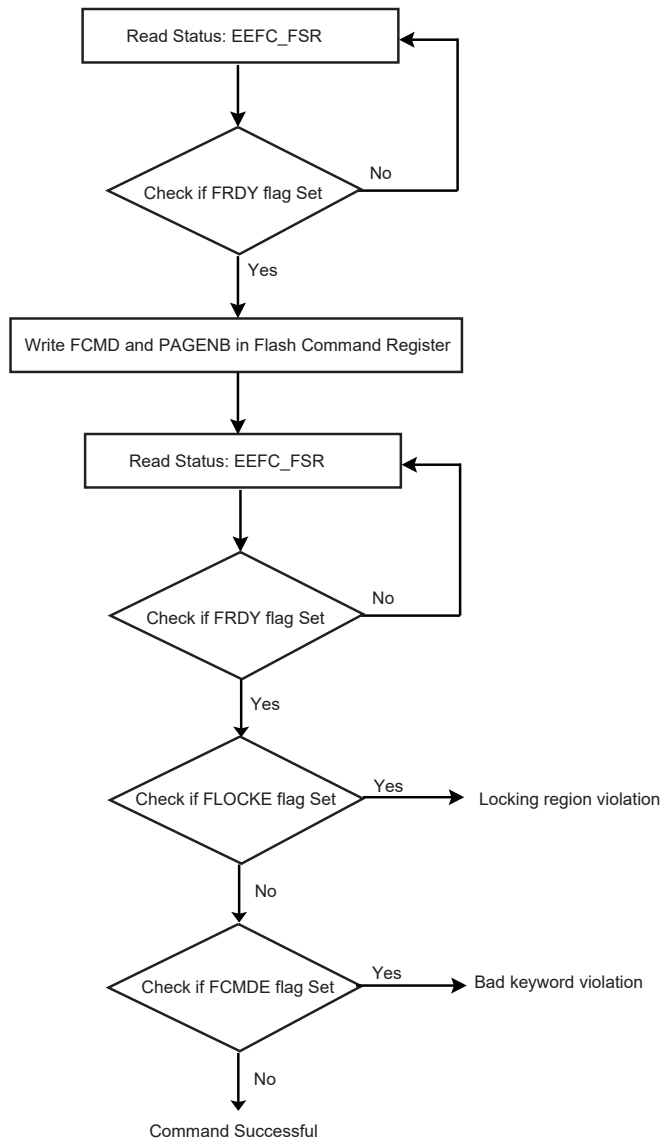 Read Status: EEFC_FSR
No
Check if FRDY flag Set
Yes
Write FCMD and PAGENB in Flash Command Register
Read Status: EEFC_FSR
No
Check if FRDY flag Set
Yes
Check if FLOCKE flag Set
Yes
Locking region violation
No
Check if FCMDE flag Set
Yes
Bad keyword violation
No
Command Successful